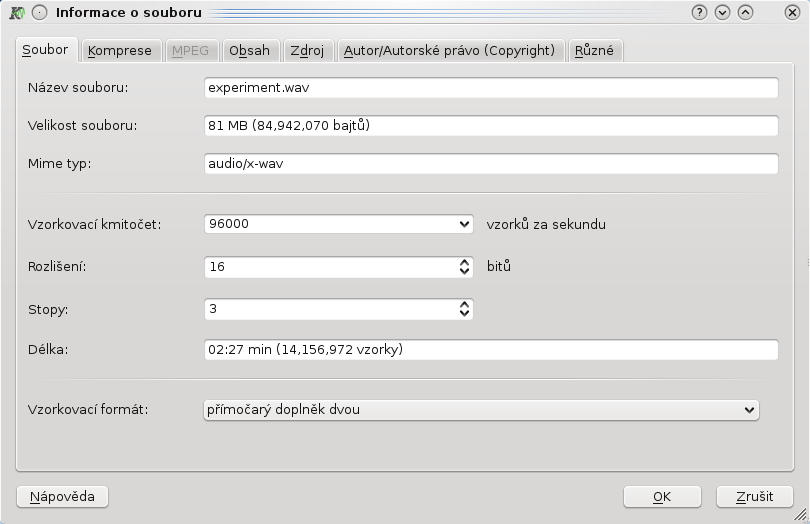 Informace o souboru
Soubor Komprese MPEG Obsah Zdroj Autor/Autorské právo (Copyright) Různé
Název souboru: experiment.wav
Velikost souboru: 81 MB (84,942,070 bajtů)
Mime typ: audio/x-wav
Vzorkovací kmitočet: 96000 vzorků za sekundu
Rozlišení: 16 bitů
Stopy: 3
Délka: 02:27 min (14,156,972 vzorky)
Vzorkovací formát: přímočarý doplněk dvou
Nápověda OK Zrušit